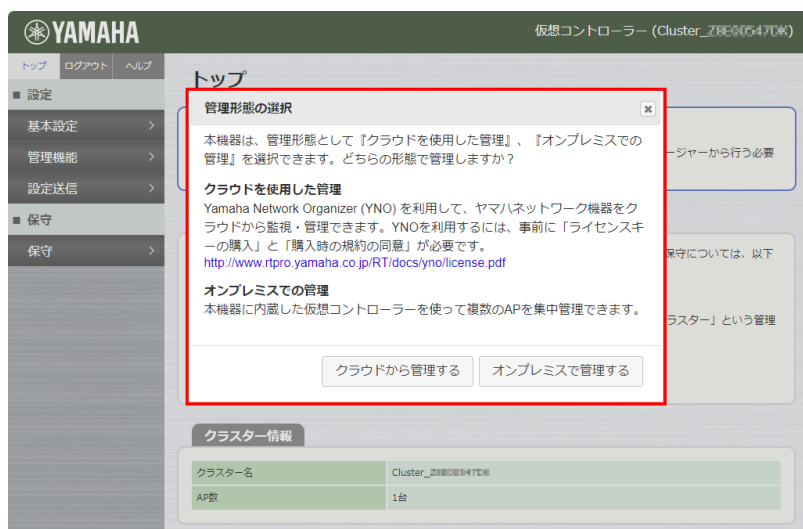 YAMAHA
仮想コントローラー (Cluster_
トップ ログアウト ヘルプ
■ 設定
基本設定
管理機能
設定送信
■ 保守
保守
トップ
管理形態の選択
本機器は、管理形態として『クラウドを使用した管理』、『オンプレミスでの
管理』を選択できます。どちらの形態で管理しますか？
クラウドを使用した管理
Yamaha Network Organizer (YNO) を利用して、ヤマハネットワーク機器をク
ラウドから監視・管理できます。YNOを利用するには、事前に「ライセンスキ
ーの購入」と「購入時の規約の同意」が必要です。
http://www.rtpro.yamaha.co.jp/RT/docs/yno/license.pdf
オンプレミスでの管理
本機器に内蔵した仮想コントローラーを使って複数のAPを集中管理できます。
クラウドから管理する オンプレミスで管理する
ージャーから行う必要
保守については、以下
ラスター」という管理
クラスター情報
クラスター名 Cluster_
AP数 1台